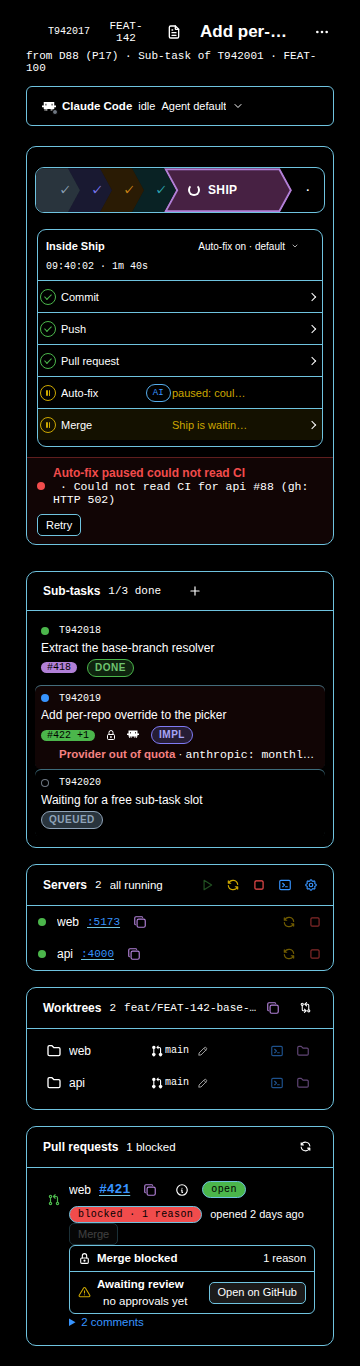 T942017 FEAT-142 Add per-…
from D88 (P17) · Sub-task of T942001 · FEAT-100
Claude Code idle Agent default
SHIP ·
Inside Ship Auto-fix on · default
09:40:02 · 1m 40s
Commit
Push
Pull request
Auto-fix AI paused: coul…
Merge Ship is waitin…
Auto-fix paused could not read CI
· Could not read CI for api #88 (gh: HTTP 502)
Retry
Sub-tasks 1/3 done
T942018
Extract the base-branch resolver
#418 DONE
T942019
Add per-repo override to the picker
#422 +1 IMPL
Provider out of quota · anthropic: monthl…
T942020
Waiting for a free sub-task slot
QUEUED
Servers 2 all running
web :5173
api :4000
Worktrees 2 feat/FEAT-142-base-…
web main
api main
Pull requests 1 blocked
web #421 open
blocked · 1 reason opened 2 days ago
Merge
Merge blocked 1 reason
Awaiting review
no approvals yet
Open on GitHub
2 comments